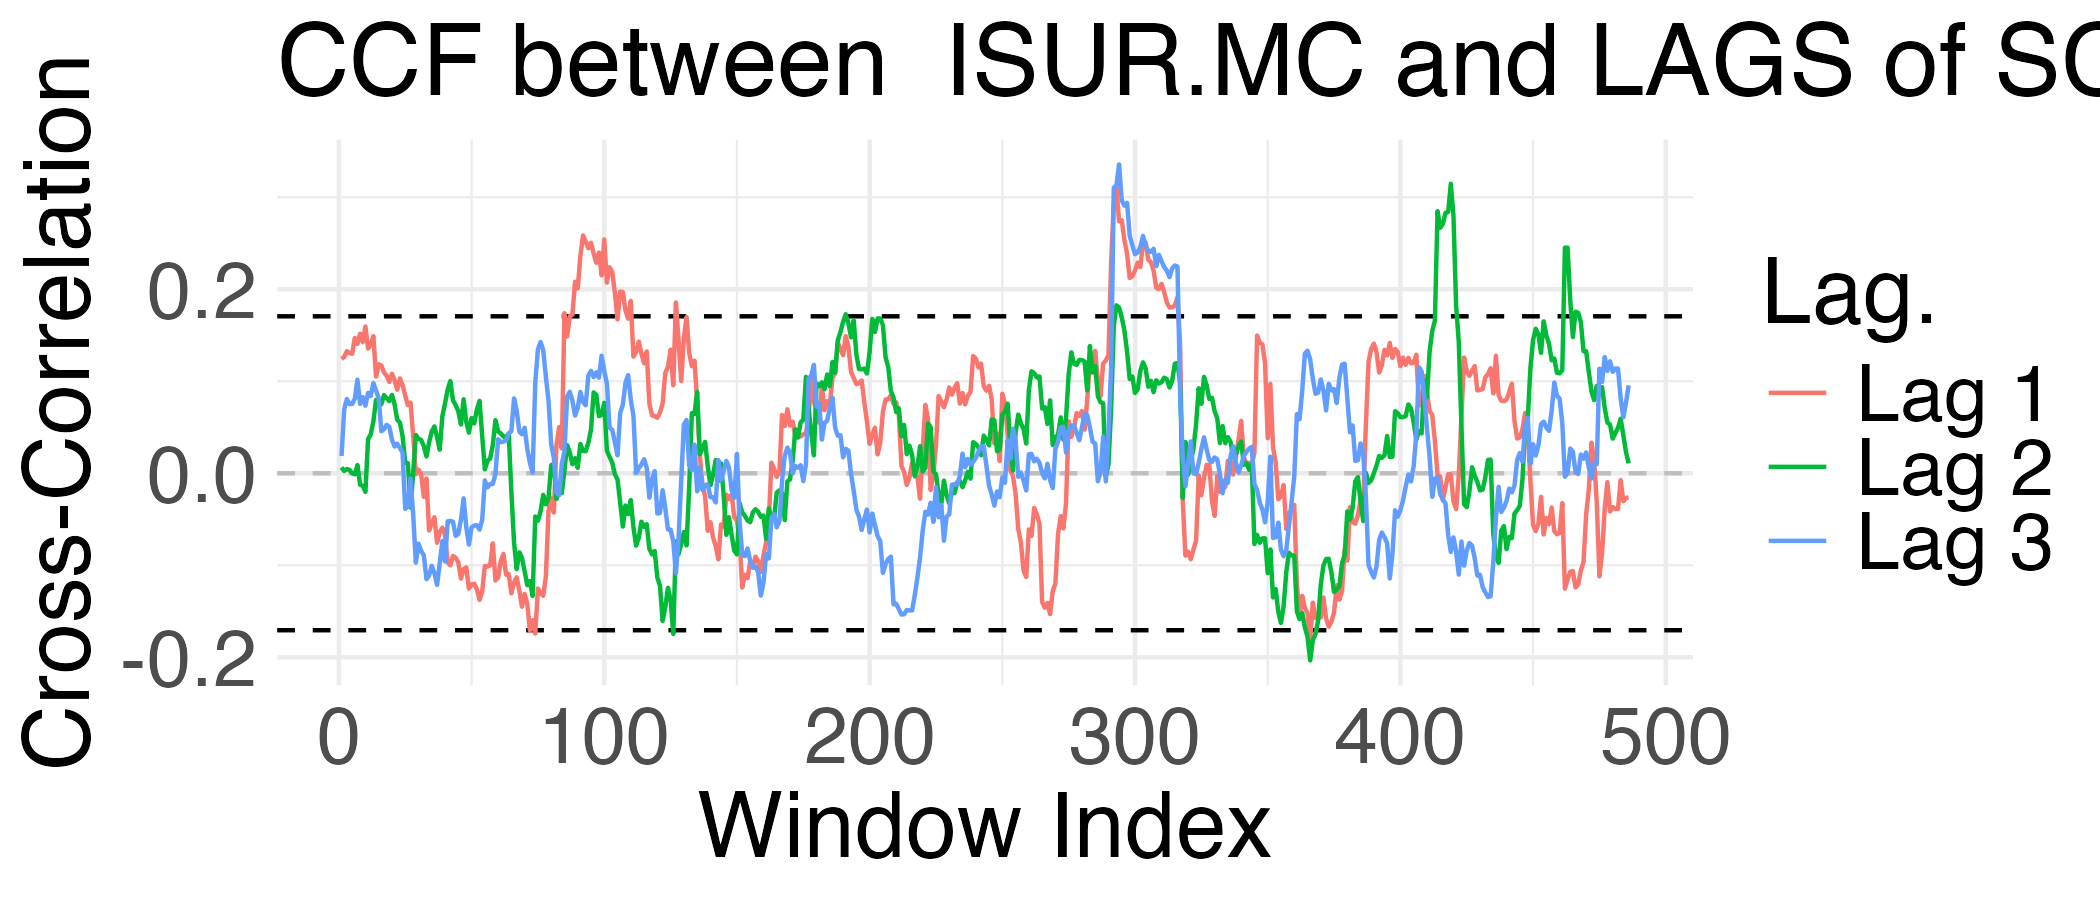 CCF between  ISUR.MC and LAGS of
Cross-Correlation
0.2
0.0
-0.2
0
100
200
300
400
500
Window Index
Lag.
Lag 1
Lag 2
Lag 3